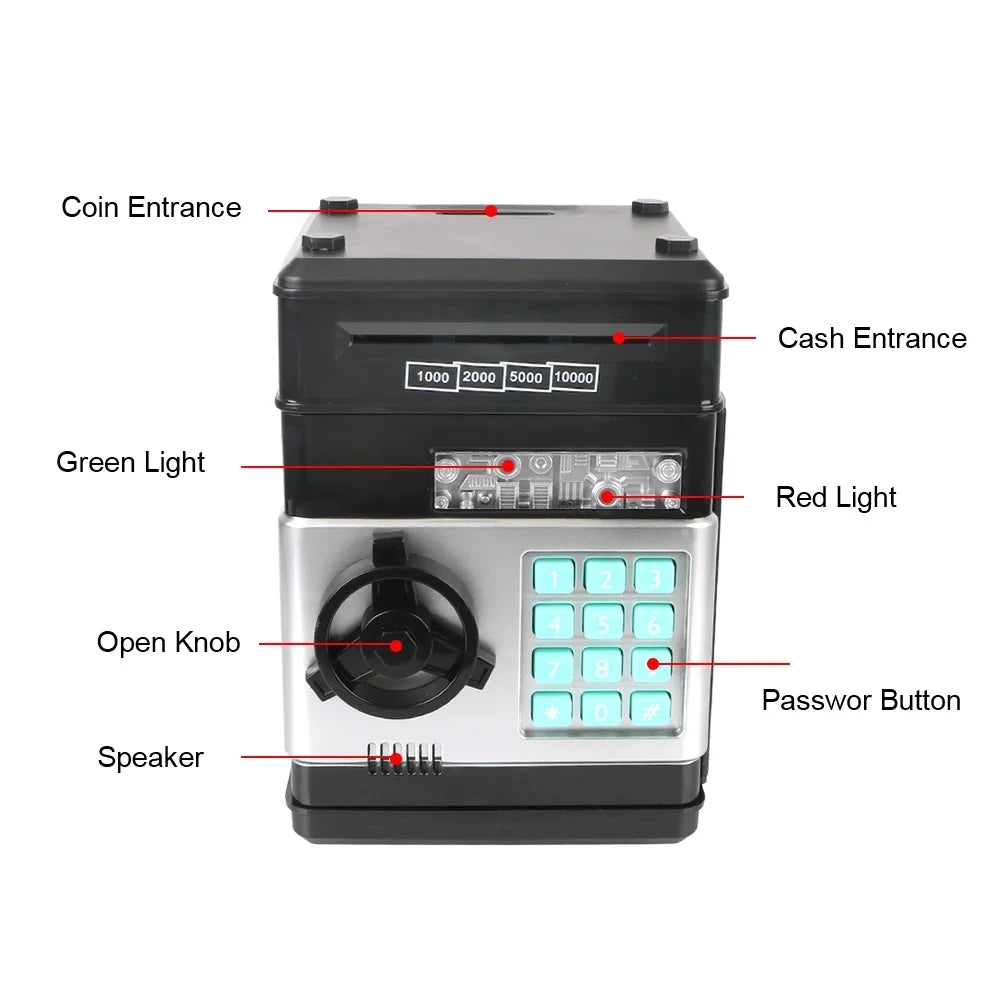 Coin Entrance
Cash Entrance
1000 2000 5000 10000
Green Light
Red Light
1 2 3
4 5 6
Open Knob
7 8
Passwor Button
* 0 #
Speaker